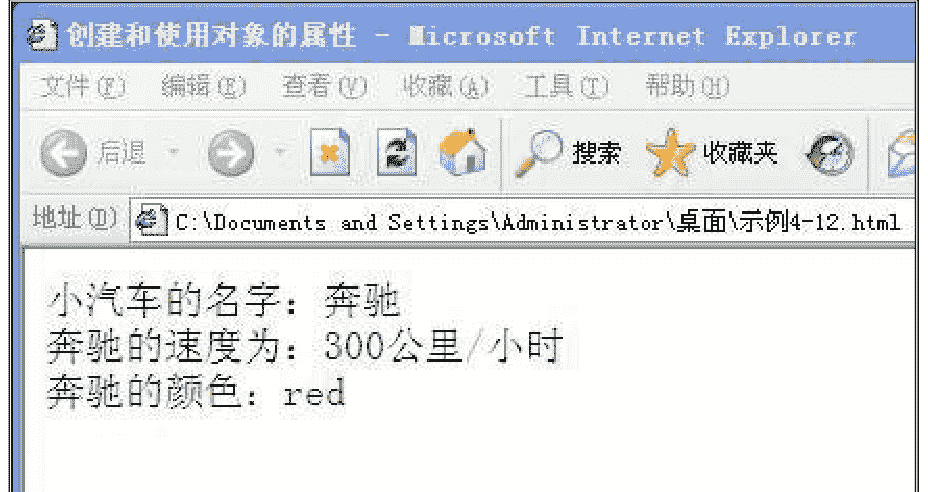 创建和使用对象的属性 - Microsoft Internet Explorer
文件(F) 编辑(E) 查看(V) 收藏(A) 工具(T) 帮助(H)
后退 搜索 收藏夹
地址(D) C:\Documents and Settings\Administrator\桌面\示例4-12.html
小汽车的名字：奔驰
奔驰的速度为：300公里/小时
奔驰的颜色：red